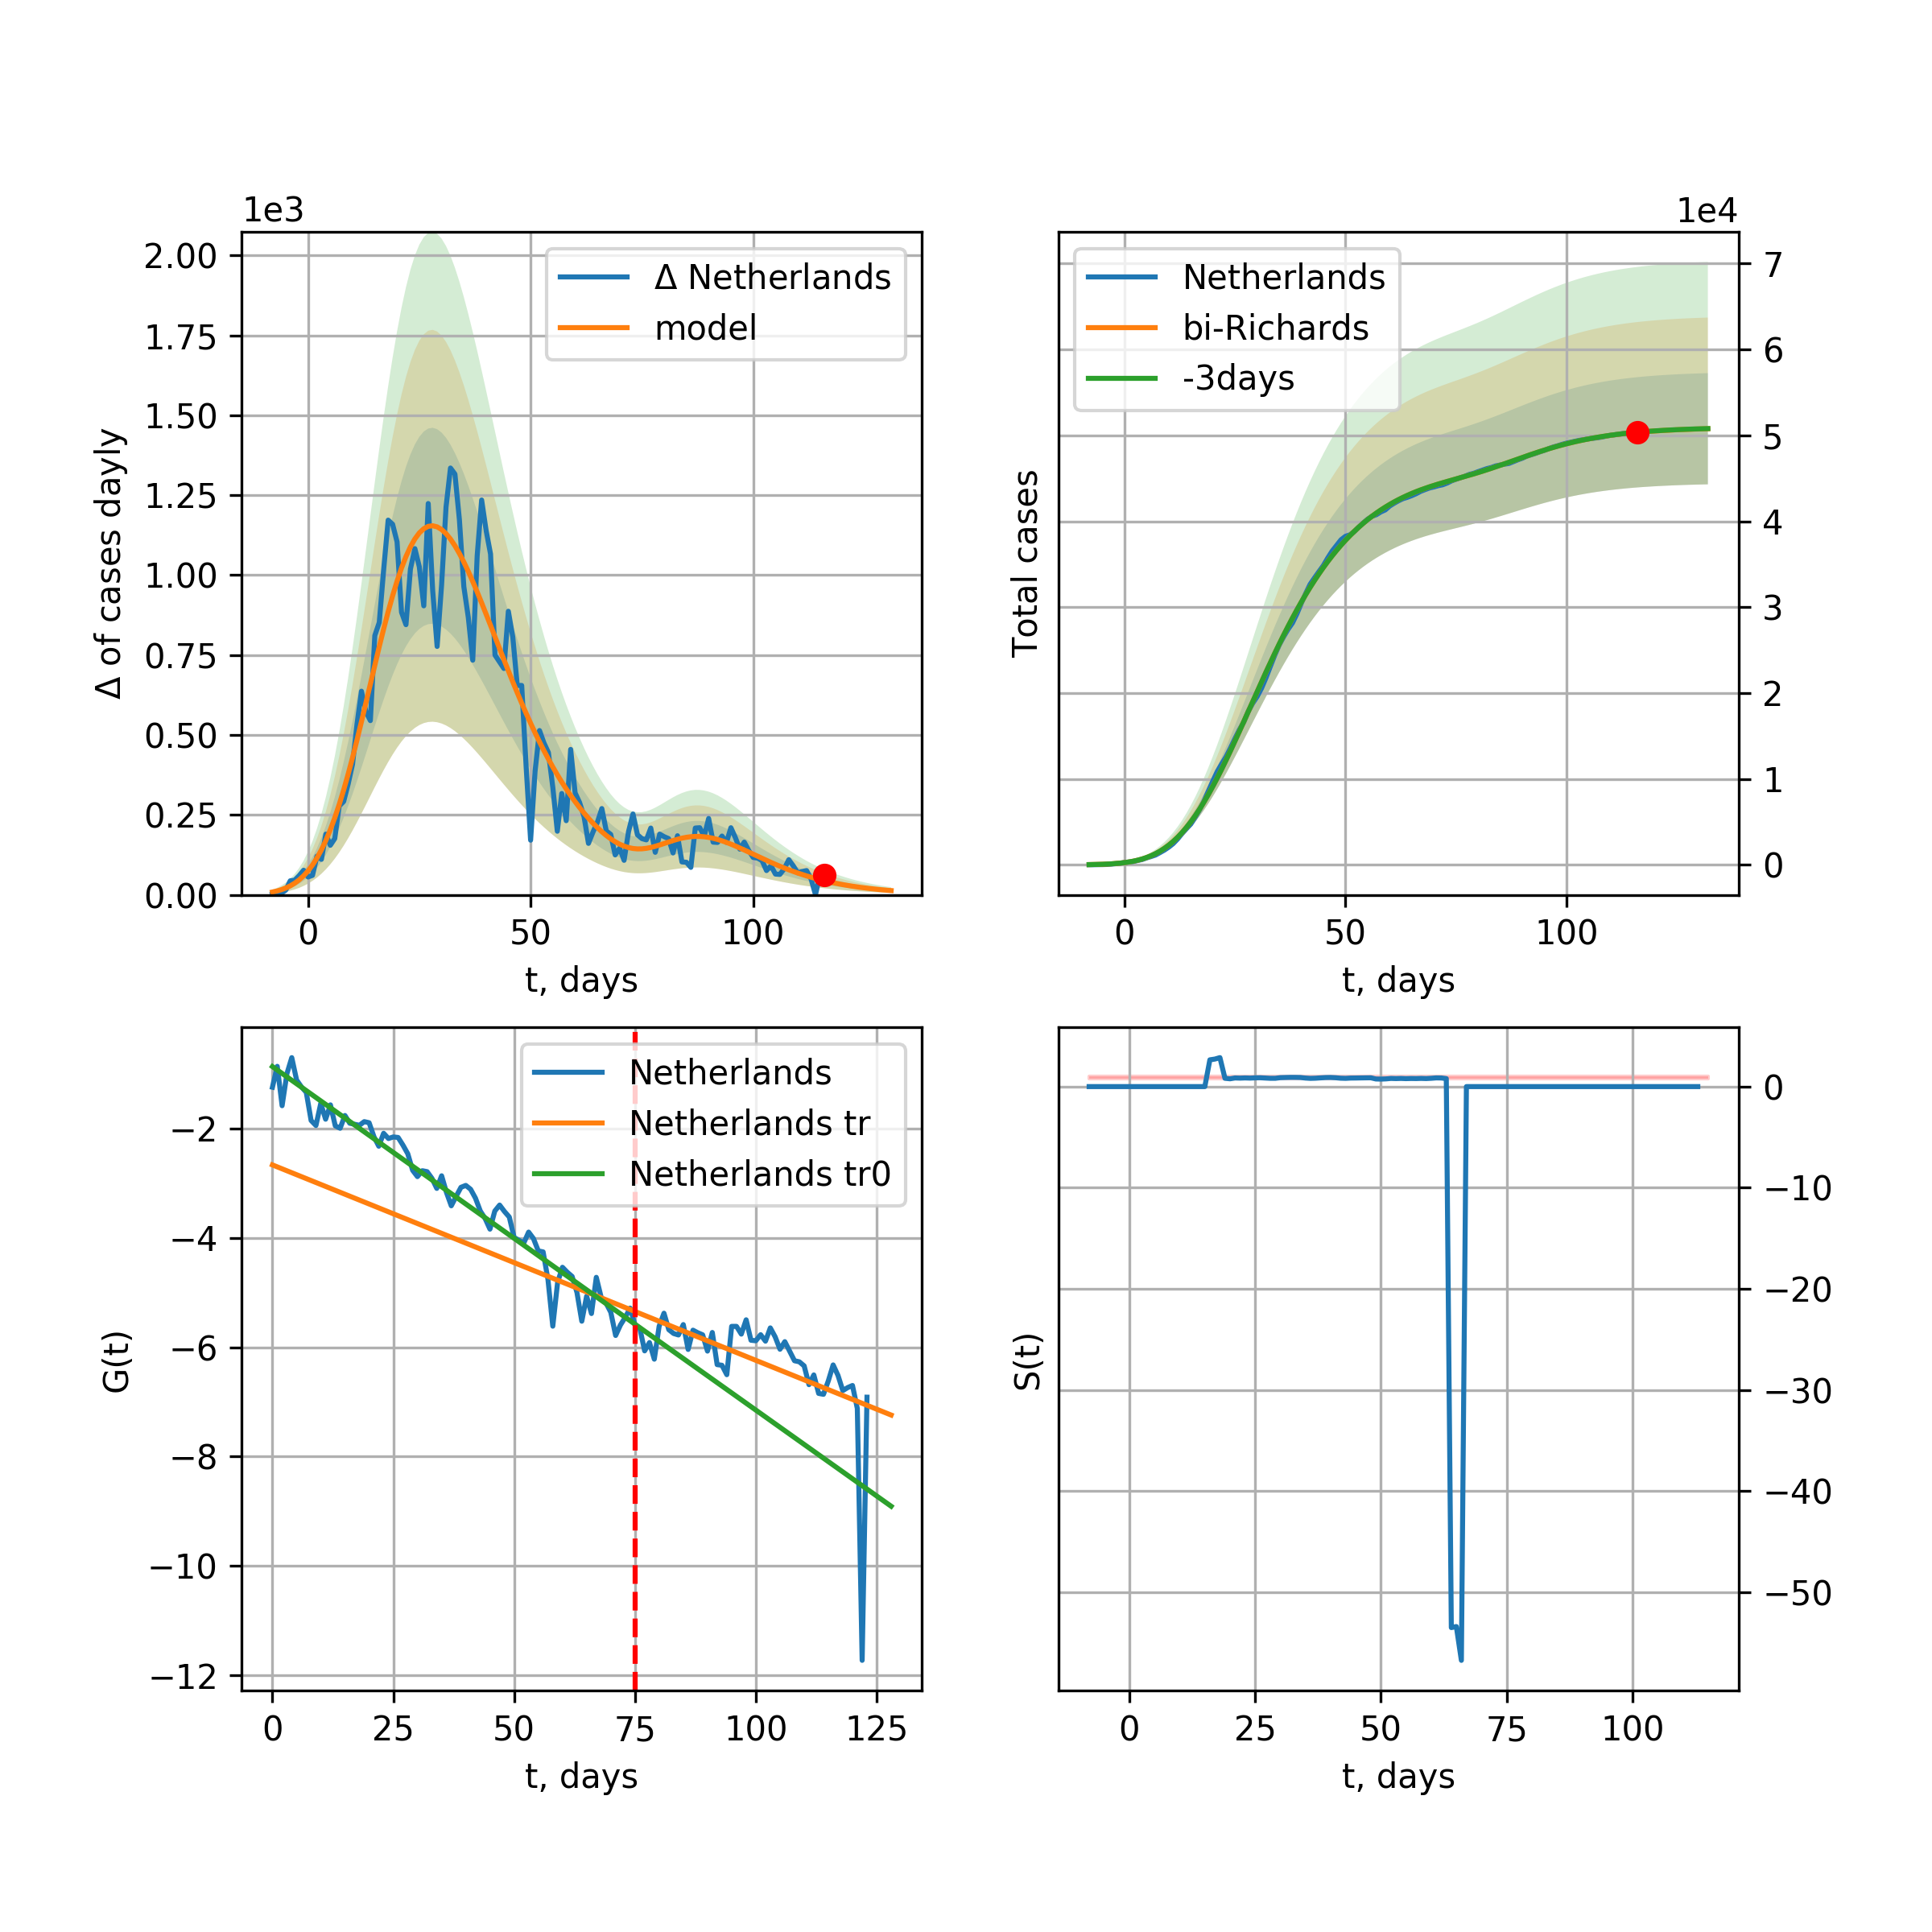 1e3
2.00
1.75
1.50
1.25
1.00
0.75
0.50
0.25
0.00
Δ of cases dayly
Δ Netherlands
model
0 50 100
t, days
1e4
7
6
5
4
3
2
1
0
Total cases
Netherlands
bi-Richards
-3days
0 50 100
t, days
−2
−4
−6
−8
−10
−12
G(t)
Netherlands
Netherlands tr
Netherlands tr0
0 25 50 75 100 125
t, days
0
−10
−20
−30
−40
−50
S(t)
0 25 50 75 100
t, days